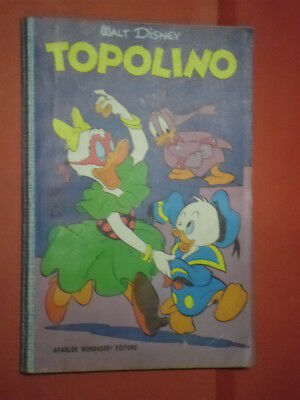 WALT DISNEY
TOPOLINO
ARNOLDO MONDADORI EDITORE